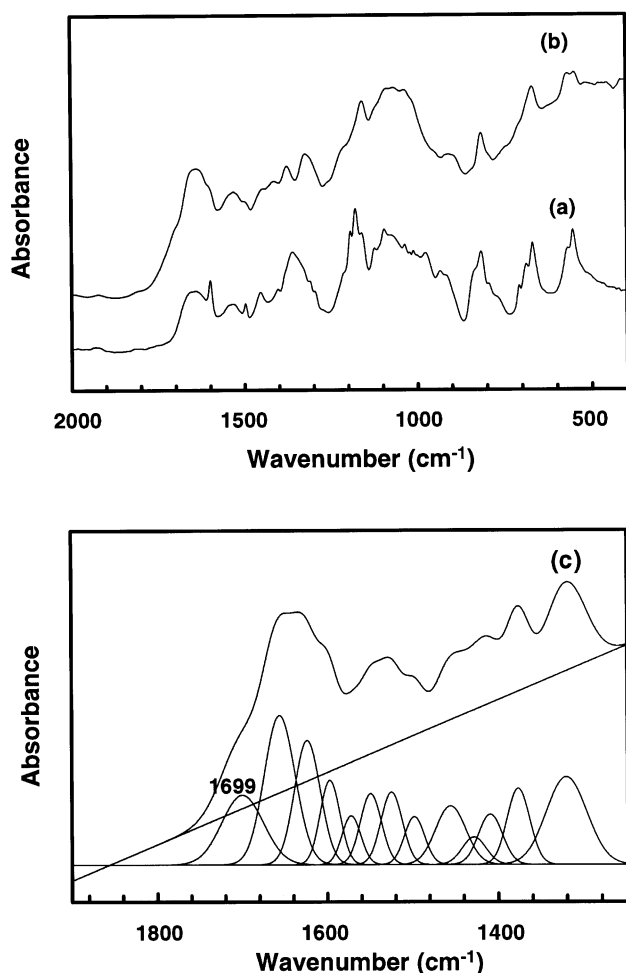 (b)
(a)
Absorbance
2000 1500 1000 500
Wavenumber (cm-1)
(c)
1699
Absorbance
1800 1600 1400
Wavenumber (cm-1)